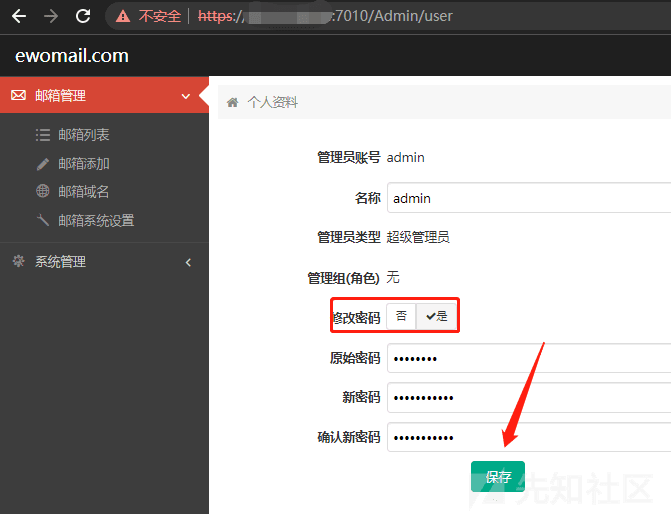 不安全 https:// :7010/Admin/user
ewomail.com
邮箱管理
邮箱列表
邮箱添加
邮箱域名
邮箱系统设置
系统管理
个人资料
管理员账号 admin
名称 admin
管理员类型 超级管理员
管理组(角色) 无
修改密码 否 是
原始密码 ••••••••
新密码 •••••••••••
确认新密码 •••••••••••
保存
先知社区